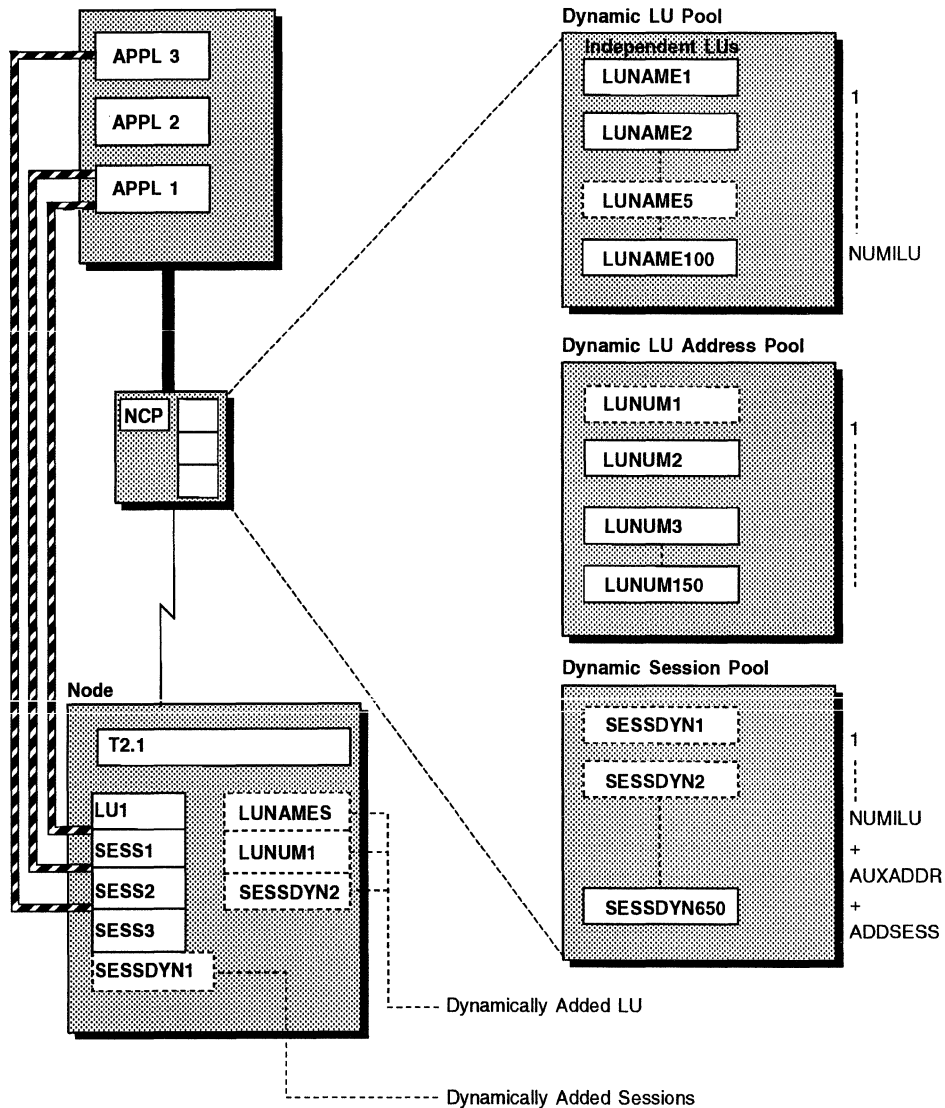 APPL 3
APPL 2
APPL 1
NCP
Dynamic LU Pool
Independent LUs
LUNAME1
LUNAME2
LUNAME5
LUNAME100
1
NUMILU
Dynamic LU Address Pool
LUNUM1
LUNUM2
LUNUM3
LUNUM150
1
Dynamic Session Pool
SESSDYN1
SESSDYN2
SESSDYN650
1
NUMILU
+
AUXADDR
+
ADDSESS
Node
T2.1
LU1
SESS1
SESS2
SESS3
SESSDYN1
LUNAMES
LUNUM1
SESSDYN2
Dynamically Added LU
Dynamically Added Sessions